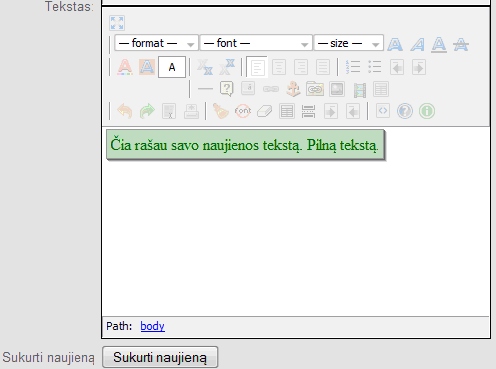 Tekstas:
— format — — font — — size —
A A A A
A A A
font
Čia rašau savo naujienos tekstą. Pilną tekstą.
Path: body
Sukurti naujieną Sukurti naujieną